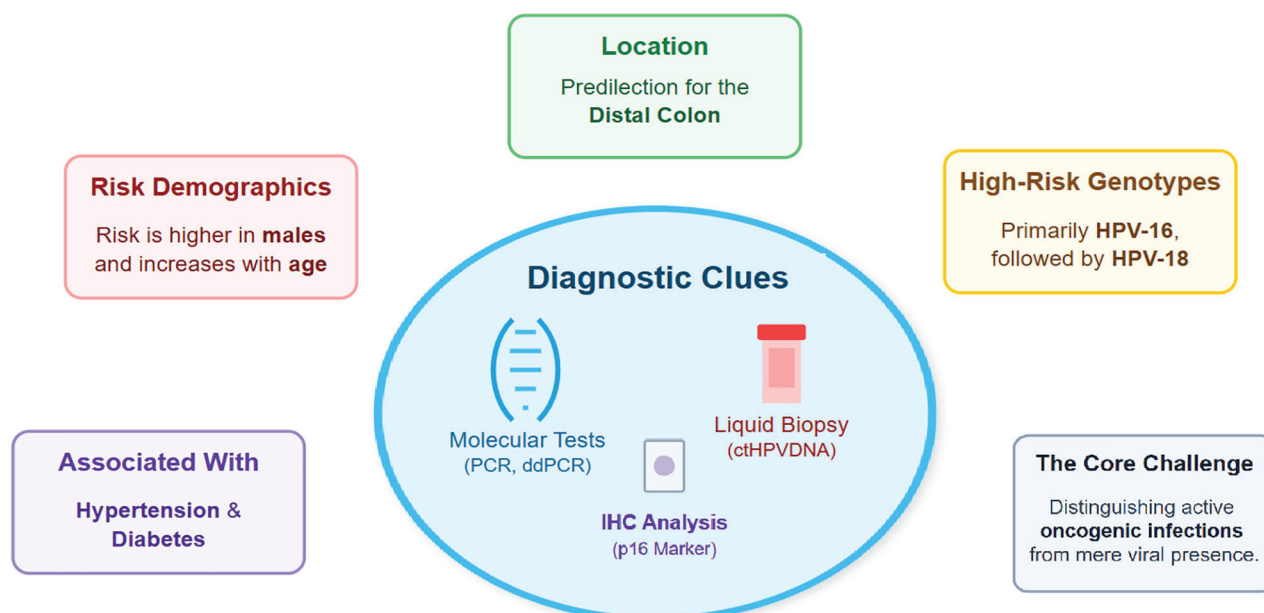 Location
Predilection for the
Distal Colon
Risk Demographics
Risk is higher in males
and increases with age
High-Risk Genotypes
Primarily HPV-16,
followed by HPV-18
Diagnostic Clues
Molecular Tests
(PCR, ddPCR)
Liquid Biopsy
(ctHPVDNA)
IHC Analysis
(p16 Marker)
Associated With
Hypertension &
Diabetes
The Core Challenge
Distinguishing active
oncogenic infections
from mere viral presence.